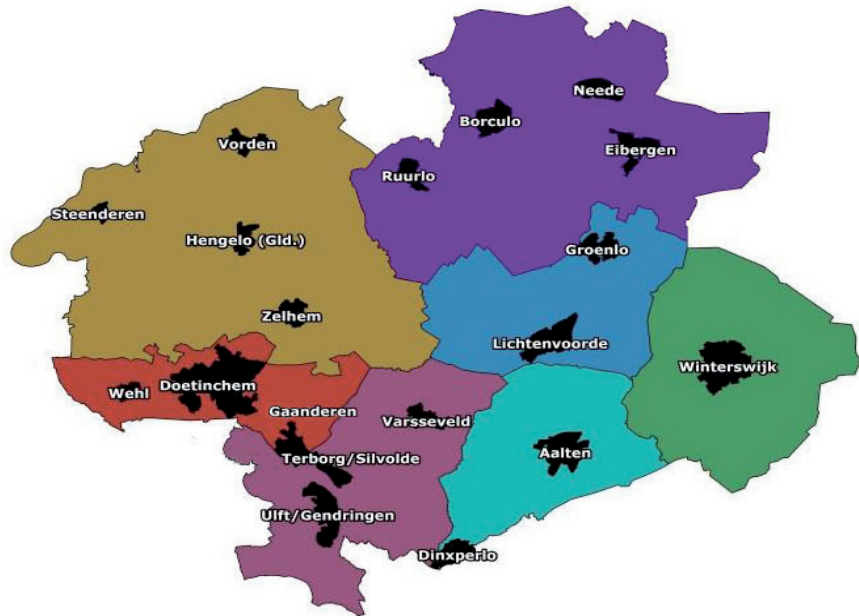 Neede
Borculo
Vorden
Eibergen
Ruurlo
Steenderen
Hengelo (Gld.)
Groenlo
Zelhem
Lichtenvoorde
Winterswijk
Doetinchem
Wehl
Gaanderen
Varsseveld
Aalten
Terborg/Silvolde
Ulft/Gendringen
Dinxperlo